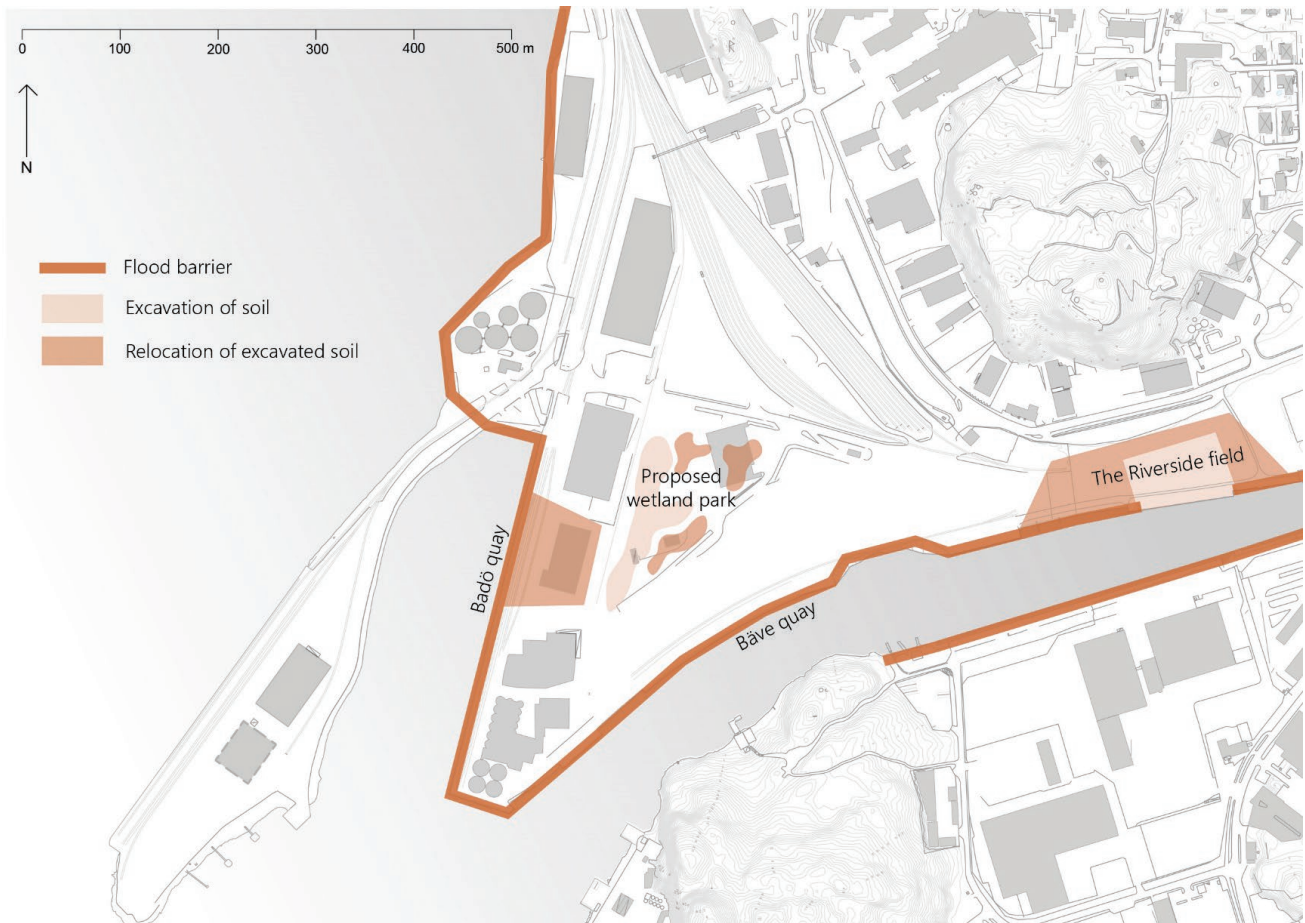 0 100 200 300 400 500 m
N
Flood barrier
Excavation of soil
Relocation of excavated soil
The Riverside field
Proposed
wetland park
Badö quay
Bäve quay